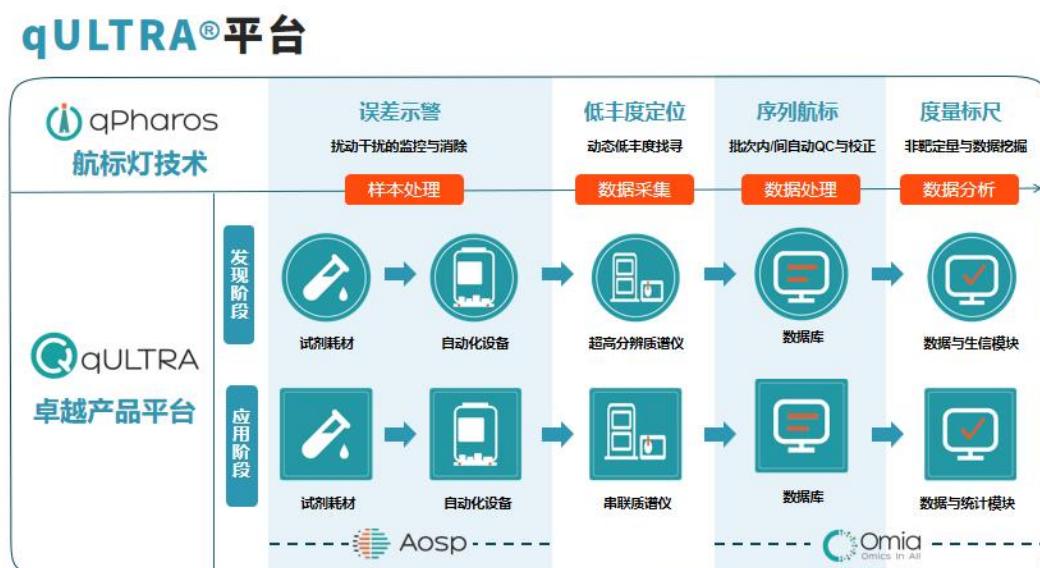 qULTRA®平台
qPharos
航标灯技术
误差示警
扰动干扰的监控与消除
低丰度定位
动态低丰度找寻
序列航标
批次内/间自动QC与校正
度量标尺
非靶定量与数据挖掘
样本处理
数据采集
数据处理
数据分析
qULTRA
卓越产品平台
发现阶段
试剂耗材
自动化设备
超高分辨质谱仪
数据库
数据与生信模块
应用阶段
试剂耗材
自动化设备
串联质谱仪
数据库
数据与统计模块
Aosp
Omia
Omics In All